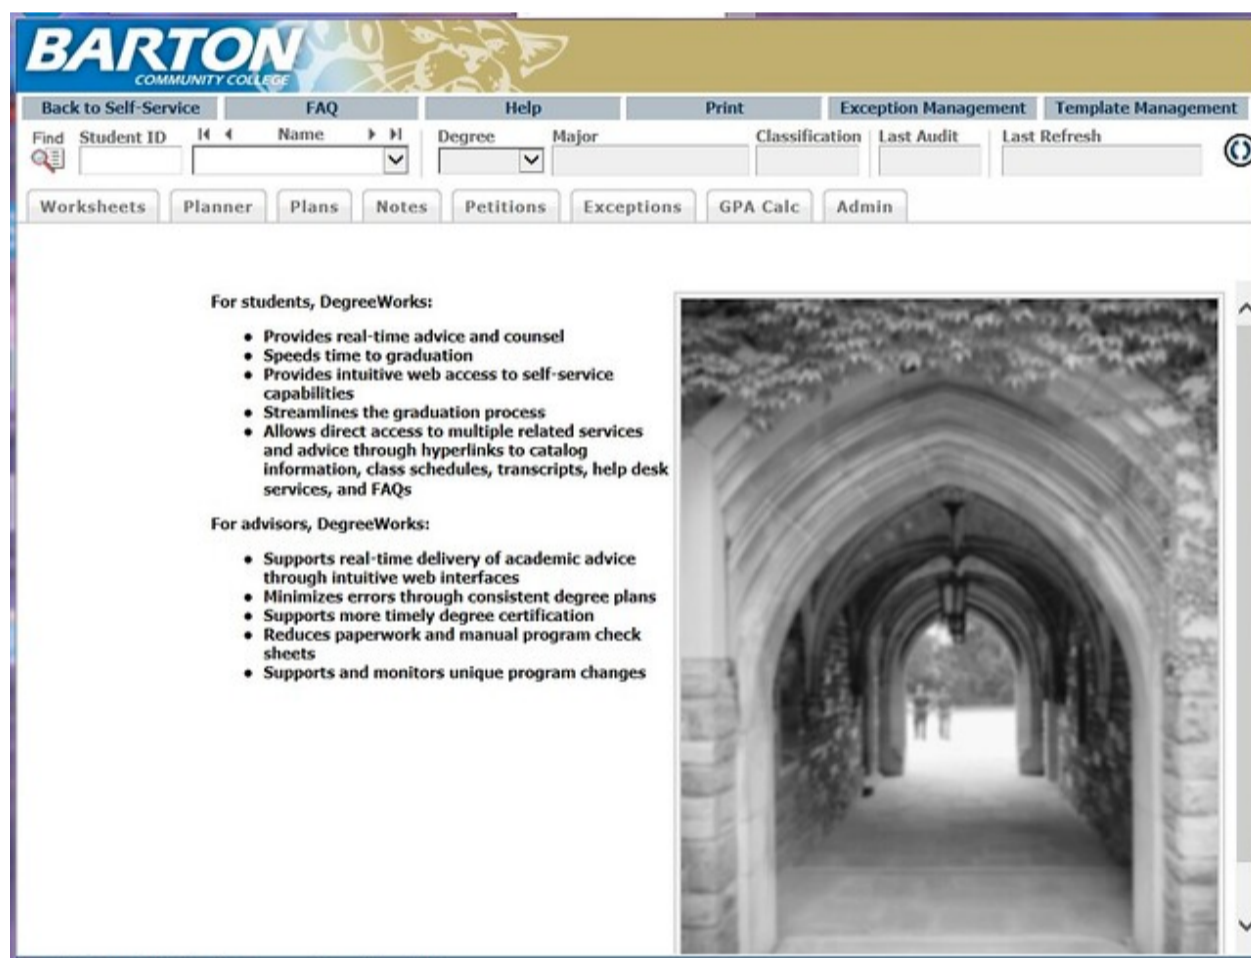 BARTON
COMMUNITY COLLEGE
Back to Self-Service FAQ Help Print Exception Management Template Management
Find Student ID Name Degree Major Classification Last Audit Last Refresh
Worksheets Planner Plans Notes Petitions Exceptions GPA Calc Admin
For students, DegreeWorks:
• Provides real-time advice and counsel
• Speeds time to graduation
• Provides intuitive web access to self-service
capabilities
• Streamlines the graduation process
• Allows direct access to multiple related services
and advice through hyperlinks to catalog
information, class schedules, transcripts, help desk
services, and FAQs
For advisors, DegreeWorks:
• Supports real-time delivery of academic advice
through intuitive web interfaces
• Minimizes errors through consistent degree plans
• Supports more timely degree certification
• Reduces paperwork and manual program check
sheets
• Supports and monitors unique program changes